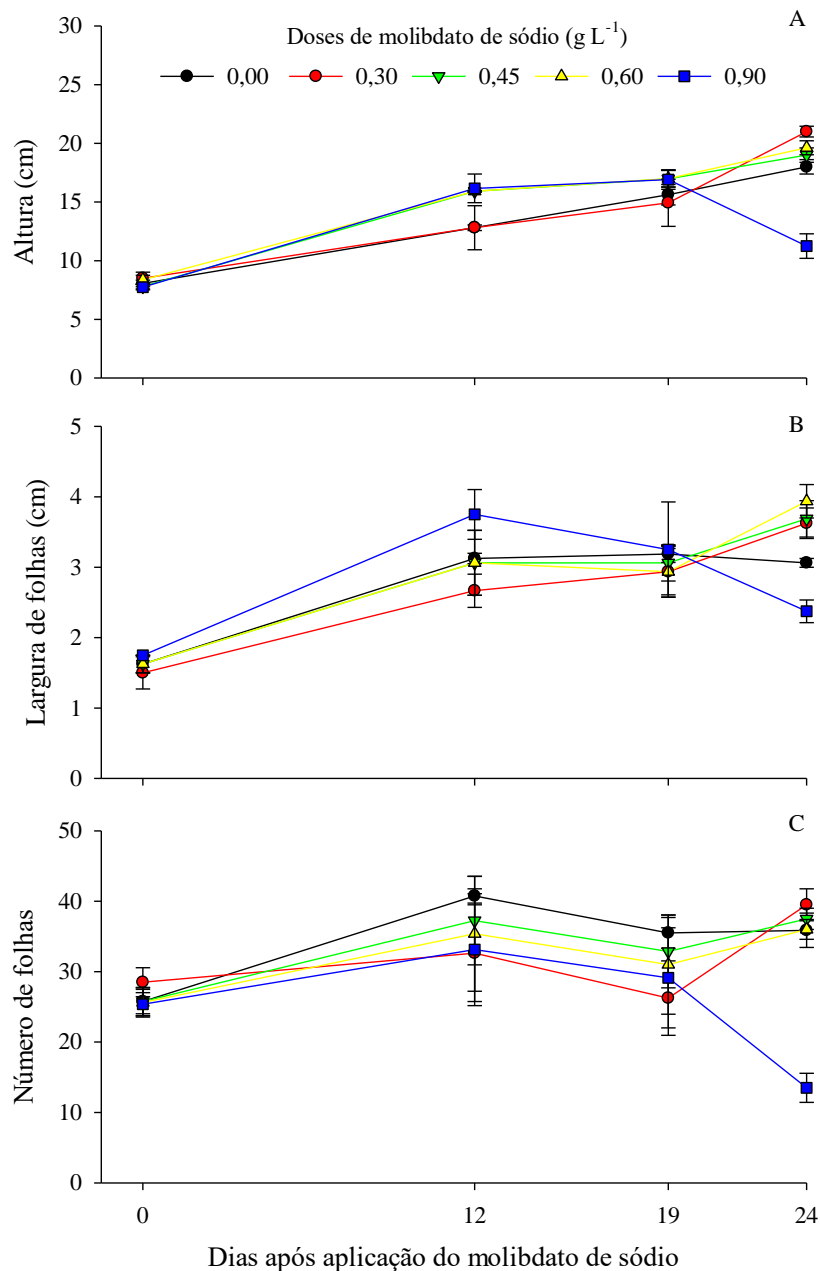 A
Doses de molibdato de sódio (g L⁻¹)
0,00 0,30 0,45 0,60 0,90
Altura (cm)
30
25
20
15
10
5
0
B
Largura de folhas (cm)
5
4
3
2
1
0
C
Número de folhas
50
40
30
20
10
0
0 12 19 24
Dias após aplicação do molibdato de sódio